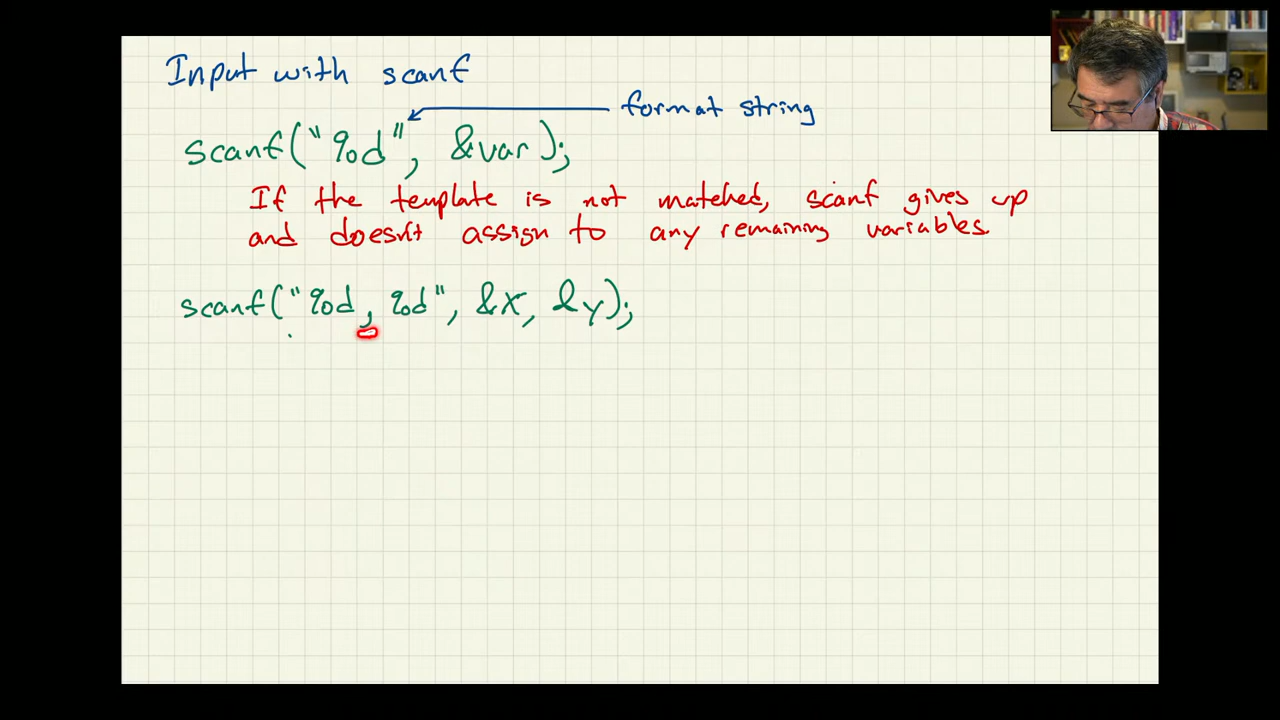 Input with scanf
format string
scanf("%d", &var);
If the template is not matched, scanf gives up
and doesn't assign to any remaining variables.
scanf("%d, %d", &x, &y);